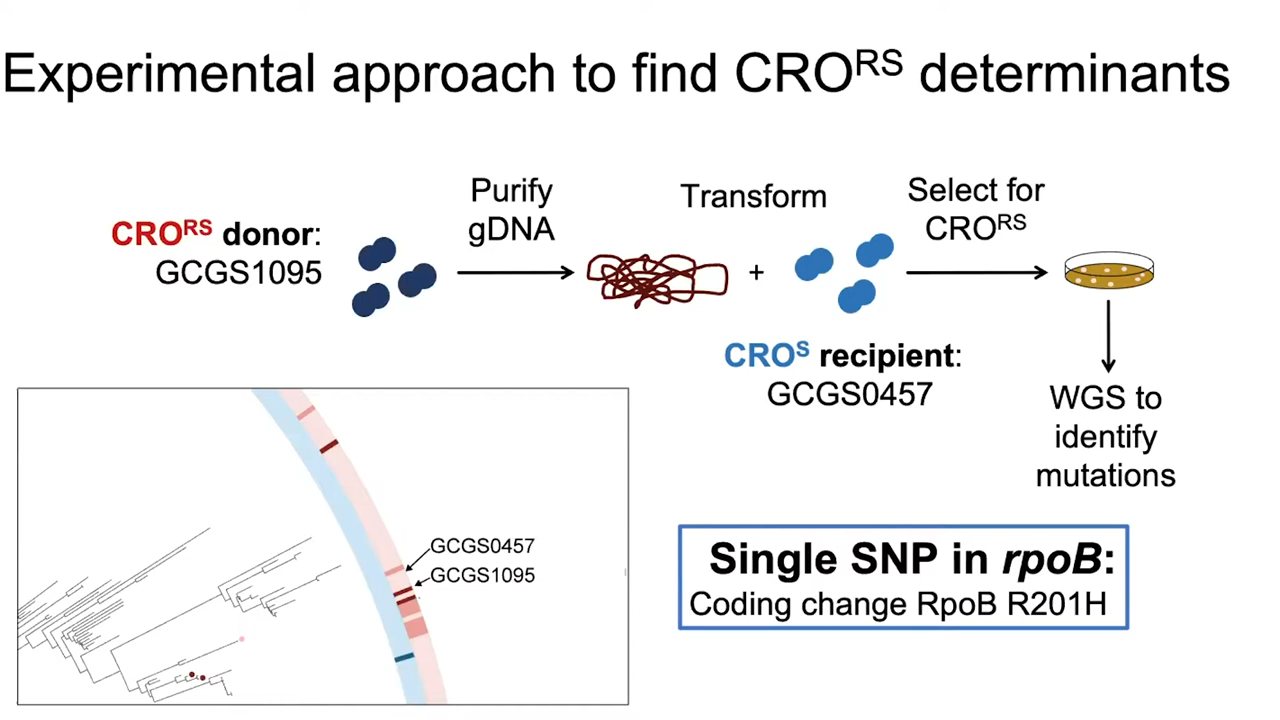 Experimental approach to find CROᴿˢ determinants
CROᴿˢ donor:
GCGS1095
Purify
gDNA
Transform
+
Select for
CROᴿˢ
CROˢ recipient:
GCGS0457
WGS to
identify
mutations
GCGS0457
GCGS1095
Single SNP in rpoB:
Coding change RpoB R201H